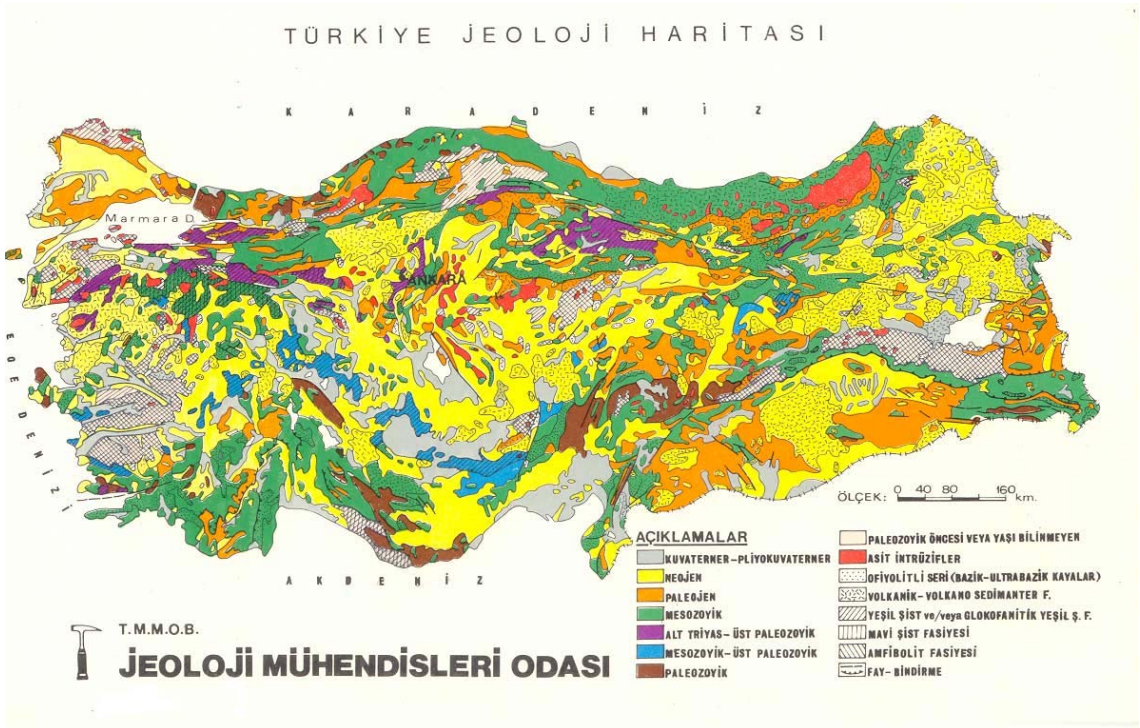 TÜRKİYE JEOLOJİ HARİTASI
KARADENİZ
Marmara D.
ANKARA
EGE DENİZİ
AKDENİZ
ÖLÇEK: 0 40 80 160 km.
AÇIKLAMALAR
KUVATERNER-PLİYOKUVATERNER
NEOJEN
PALEOJEN
MESOZOYİK
ALT TRİYAS-ÜST PALEOZOYİK
MESOZOYİK-ÜST PALEOZOYİK
PALEOZOYİK
PALEOZOYİK ÖNCESİ VEYA YAŞI BİLİNMEYEN
ASİT İNTRÜZİFLER
OFİYOLİTLİ SERİ (BAZİK-ULTRABAZİK KAYALAR)
VOLKANİK-VOLKANO SEDİMANTER F.
YEŞİL ŞİST ve/veya GLOKOFANİTİK YEŞİL Ş. F.
MAVİ ŞİST FASİYESİ
AMFİBOLİT FASİYESİ
FAY-BİNDİRME
T.M.M.O.B.
JEOLOJİ MÜHENDİSLERİ ODASI